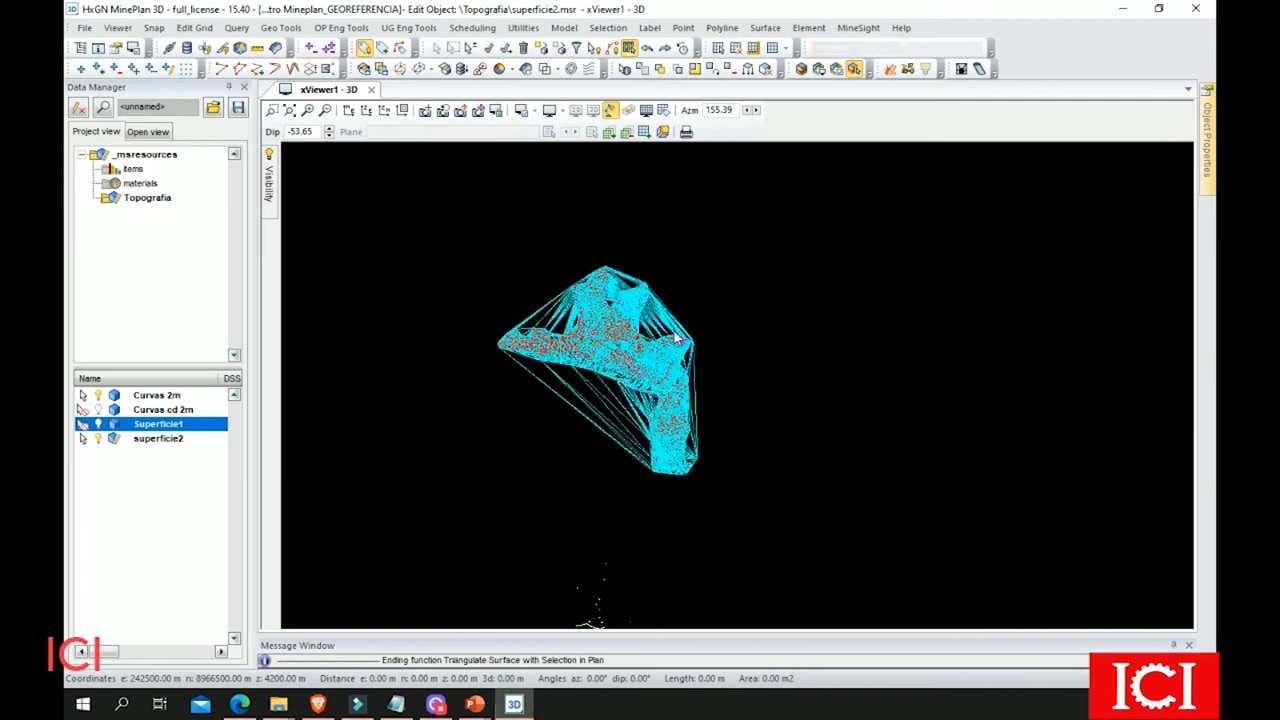 HxGN MinePlan 3D - full_license - 15.40 - [...tro Mineplan_GEOREFERENCIA]- Edit Object: \Topografia\superficie2.msr - xViewer1 - 3D
File Viewer Snap Edit Grid Query Geo Tools OP Eng Tools UG Eng Tools Scheduling Utilities Model Selection Label Point Polyline Surface Element MineSight Help
Data Manager
xViewer1 - 3D
<unnamed>
Azm 155.39
Project view Open view
Dip -53.65 Plane
_msresources
items
materials
Topografia
Visibility
Object Properties
Name DSS
Curvas 2m
Curvas cd 2m
Superficie1
superficie2
Message Window
Ending function Triangulate Surface with Selection in Plan
Coordinates e: 242500.00 m n: 8966500.00 m z: 4200.00 m Distance e: 0.00 m n: 0.00 m z: 0.00 m 3d: 0.00 m Angles az: 0.00° dip: 0.00° Length: 0.00 m Area: 0.00 m2
ICI
ICI
3D